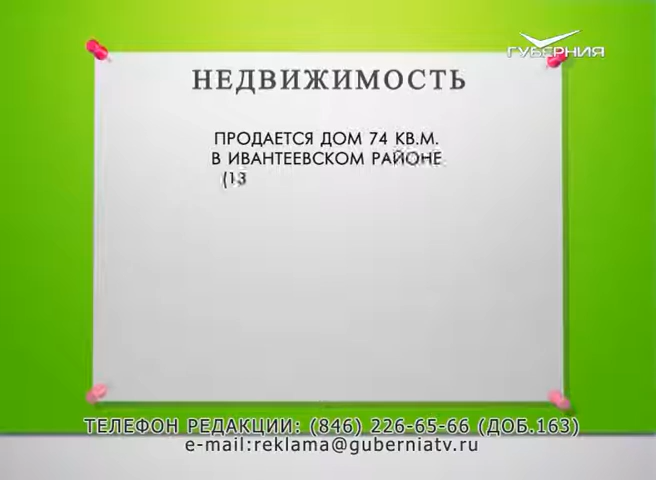 ГУБЕРНИЯ
НЕДВИЖИМОСТЬ
ПРОДАЕТСЯ ДОМ 74 КВ.М.
В ИВАНТЕЕВСКОМ РАЙОНЕ
(13
ТЕЛЕФОН РЕДАКЦИИ: (846) 226-65-66 (ДОБ.163)
e-mail:reklama@guberniatv.ru